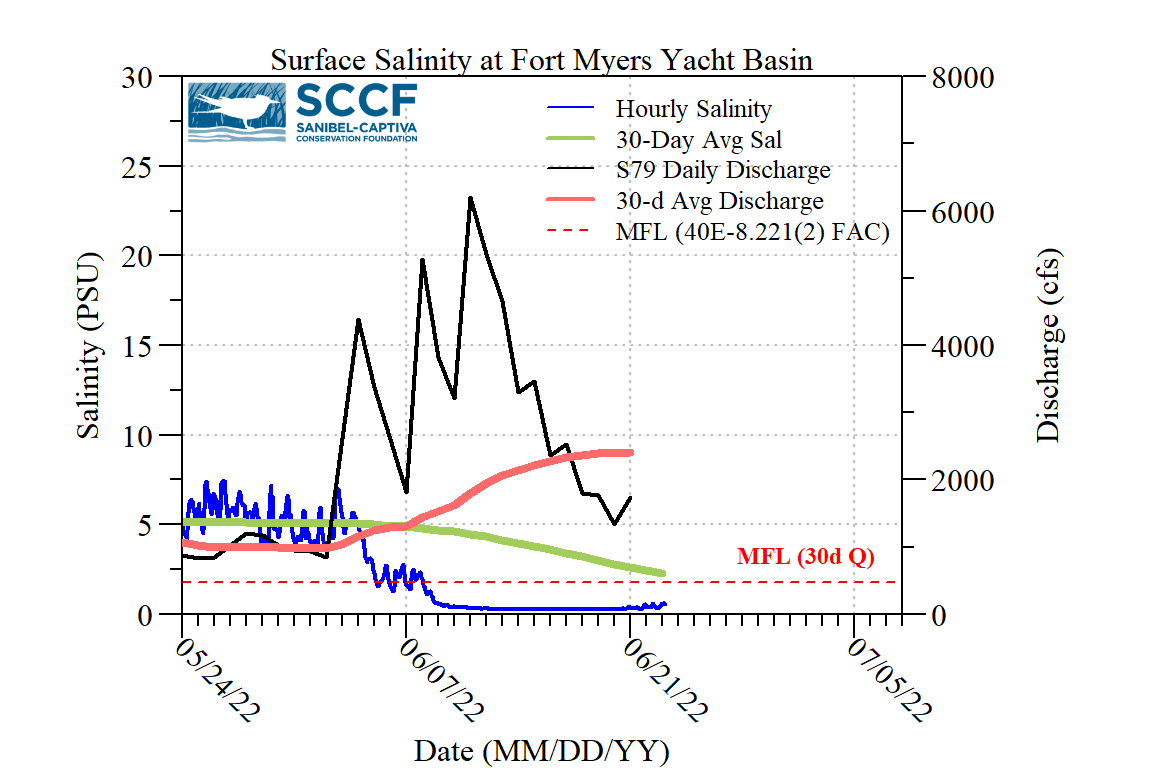 Surface Salinity at Fort Myers Yacht Basin
SCCF
SANIBEL-CAPTIVA
CONSERVATION FOUNDATION
Hourly Salinity
30-Day Avg Sal
S79 Daily Discharge
30-d Avg Discharge
MFL (40E-8.221(2) FAC)
MFL (30d Q)
Salinity (PSU)
30
25
20
15
10
5
0
Discharge (cfs)
8000
6000
4000
2000
0
05/24/22
06/07/22
06/21/22
07/05/22
Date (MM/DD/YY)